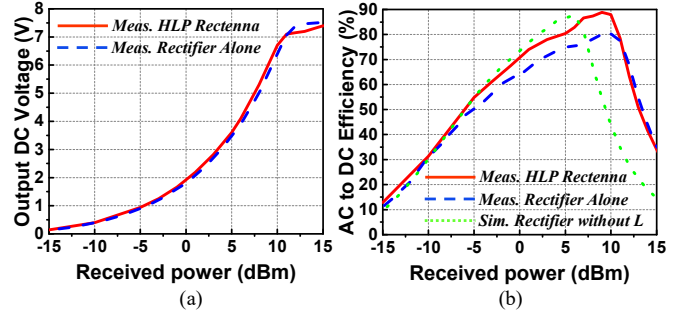 Output DC Voltage (V)
8
7
6
5
4
3
2
1
0
Meas. HLP Rectenna
Meas. Rectifier Alone
-15 -10 -5 0 5 10 15
Received power (dBm)
(a)
AC to DC Efficiency (%)
90
80
70
60
50
90
40
30
20
10
0
Meas. HLP Rectenna
Meas. Rectifier Alone
Sim. Rectifier without L
-15 -10 -5 0 5 10 15
Received power (dBm)
(b)